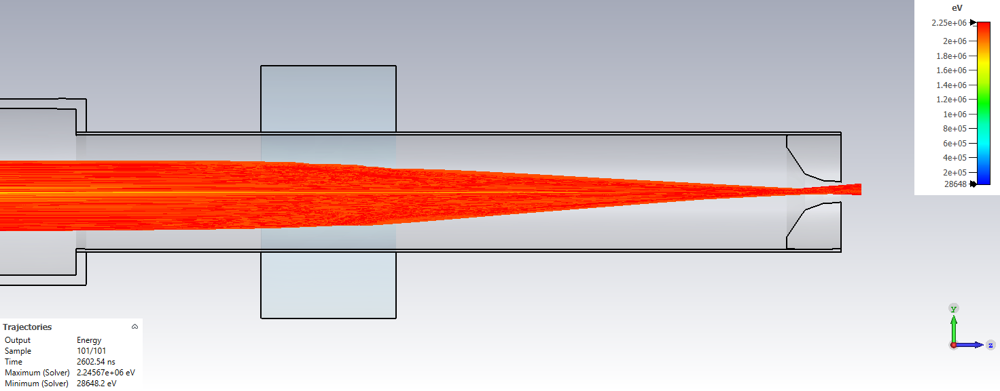 eV
2.25e+06
2e+06
1.8e+06
1.6e+06
1.4e+06
1.2e+06
1e+06
8e+05
6e+05
4e+05
2e+05
28648
y
z
Trajectories
Output Energy
Sample 101/101
Time 2602.54 ns
Maximum (Solver) 2.24567e+06 eV
Minimum (Solver) 28648.2 eV